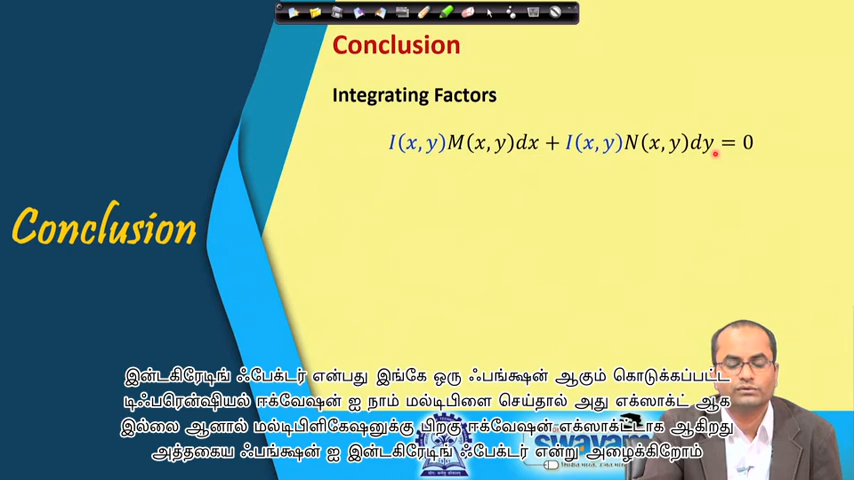 Conclusion
Integrating Factors
I(x, y)M(x, y)dx + I(x, y)N(x, y)dy = 0
Conclusion
இன்டகிரேடிங் ஃபேக்டர் என்பது இங்கே ஒரு ஃபங்க்ஷன் ஆகும் கொடுக்கப்பட்ட
டிஃபரென்ஷியல் ஈக்வேஷன் ஐ நாம் மல்டிபிளை செய்தால் அது எக்ஸாக்ட் ஆக
இல்லை ஆனால் மல்டிபிளிகேஷனுக்கு பிறகு ஈக்வேஷன் எக்ஸாக்ட்டாக ஆகிறது
அத்தகைய ஃபங்க்ஷன் ஐ இன்டகிரேடிங் ஃபேக்டர் என்று அழைக்கிறோம்
swayam